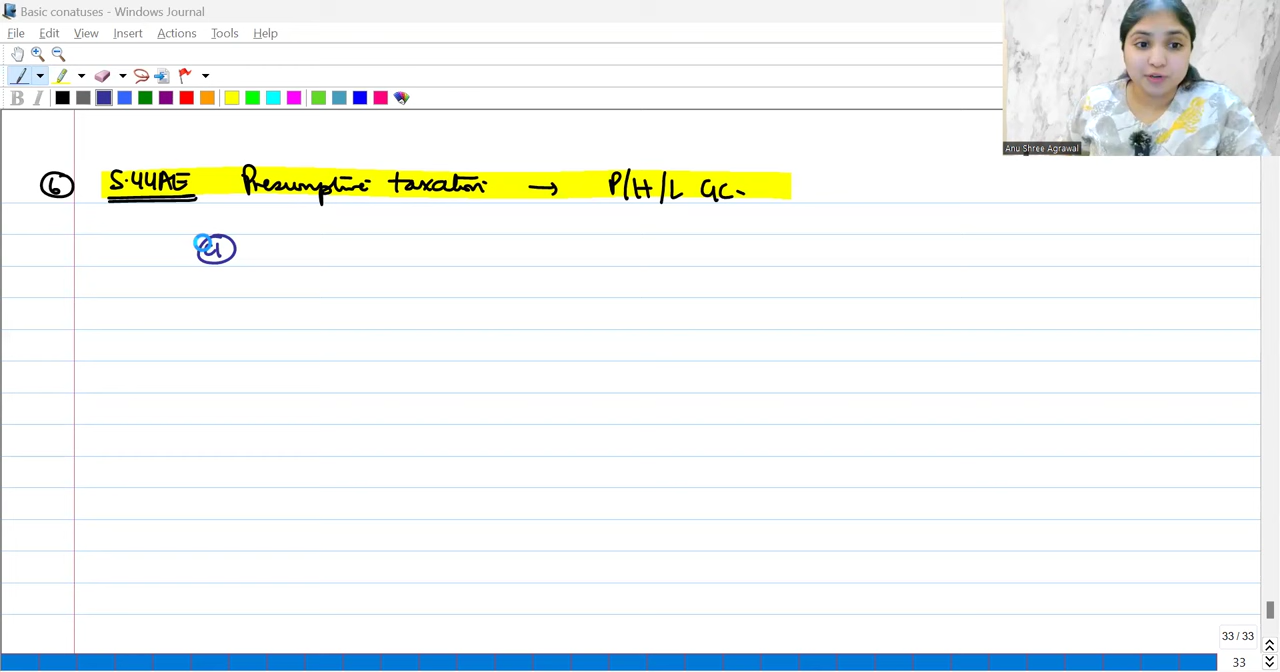 Basic conatuses - Windows Journal
File Edit View Insert Actions Tools Help
B I
Anu Shree Agrawal
6 S.44AE Presumptive taxation → P/H/L GC-
a
33 / 33
33